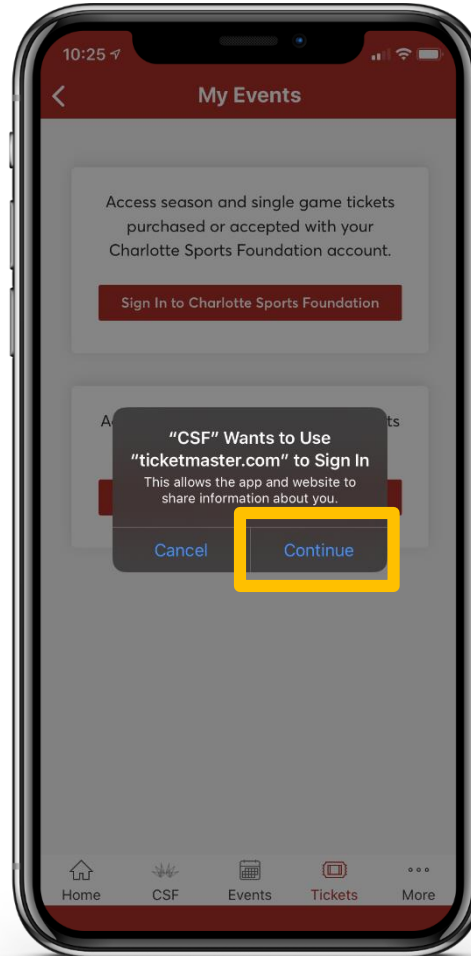 10:25
My Events
Access season and single game tickets
purchased or accepted with your
Charlotte Sports Foundation account.
Sign In to Charlotte Sports Foundation
"CSF" Wants to Use
"ticketmaster.com" to Sign In
This allows the app and website to
share information about you.
Cancel Continue
Home CSF Events Tickets More